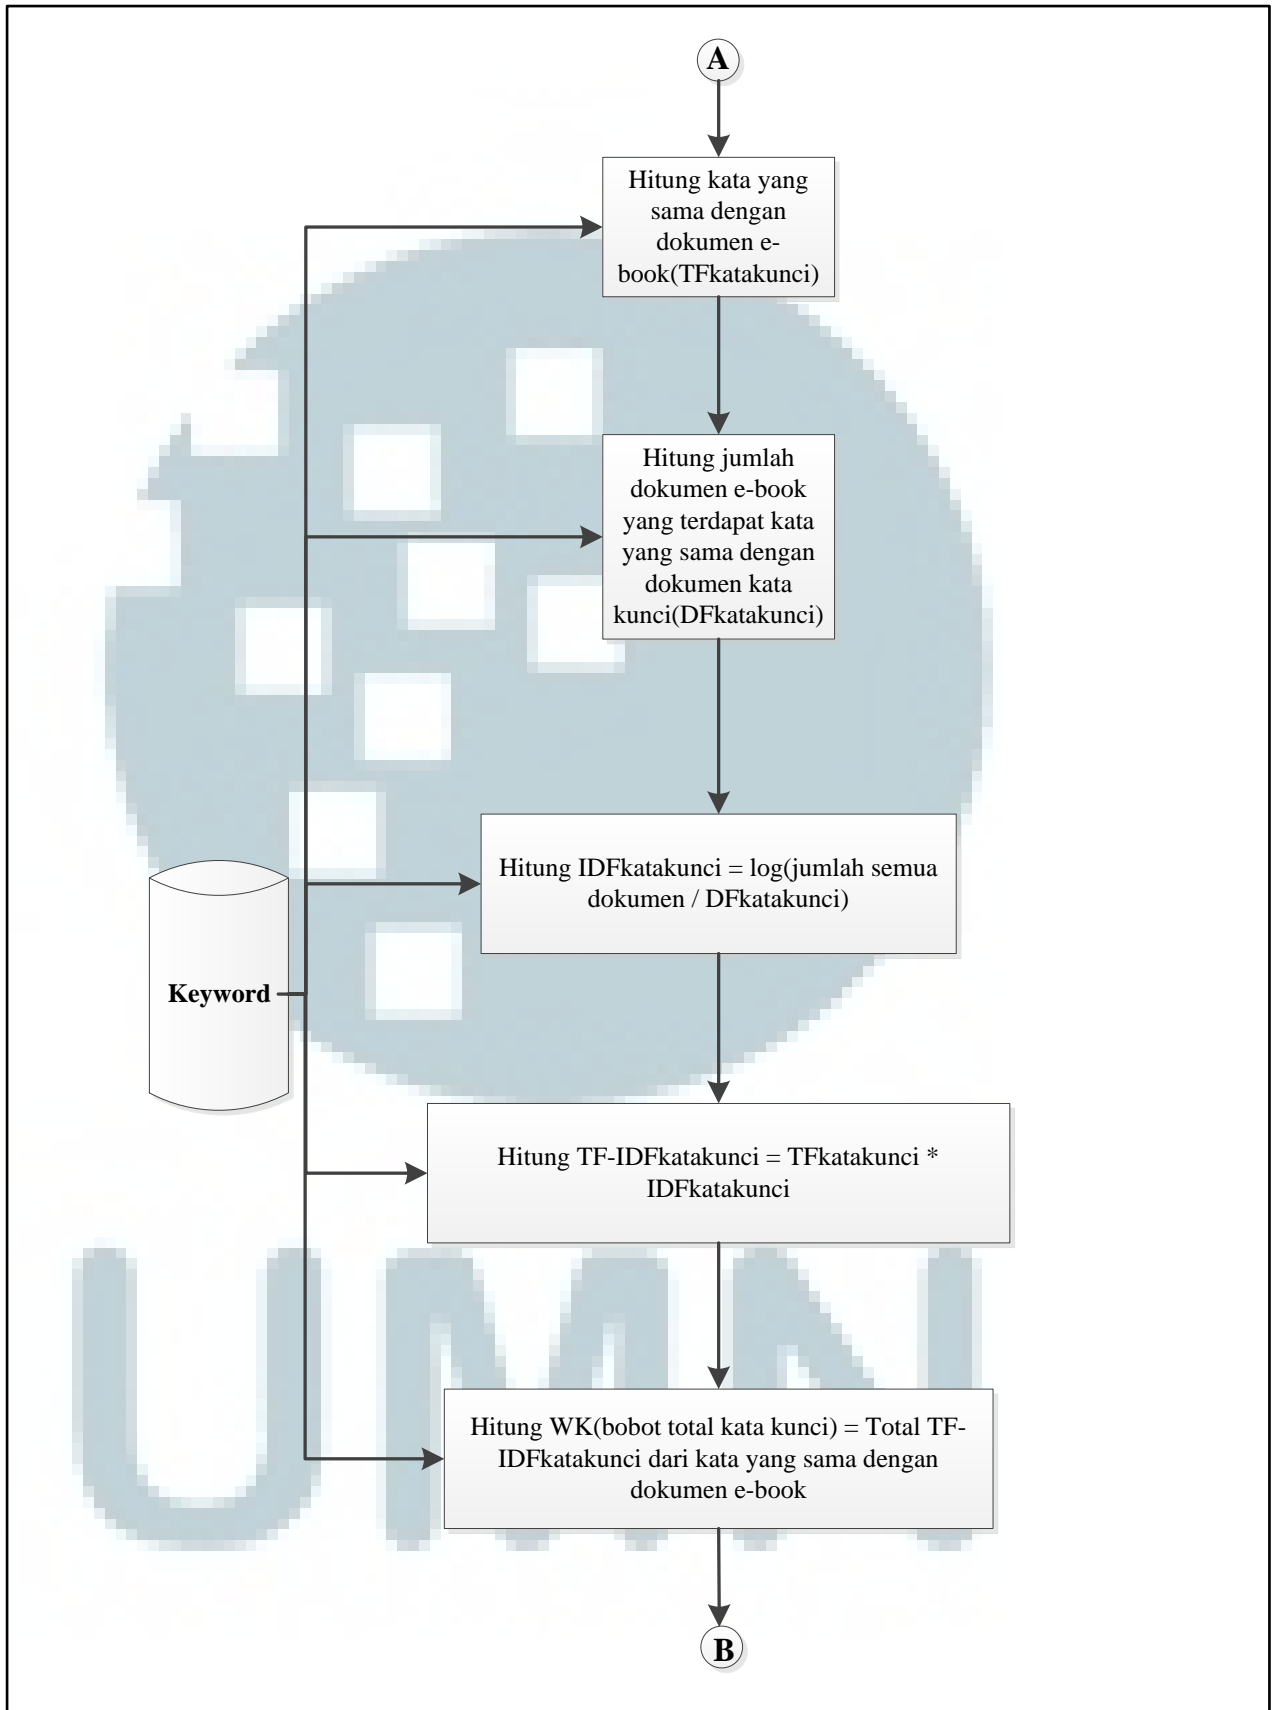 A
Hitung kata yang
sama dengan
dokumen e-
book(TFkatakunci)
Hitung jumlah
dokumen e-book
yang terdapat kata
yang sama dengan
dokumen kata
kunci(DFkatakunci)
Hitung IDFkatakunci = log(jumlah semua
dokumen / DFkatakunci)
Keyword
Hitung TF-IDFkatakunci = TFkatakunci *
IDFkatakunci
UMN
Hitung WK(bobot total kata kunci) = Total TF-
IDFkatakunci dari kata yang sama dengan
dokumen e-book
B